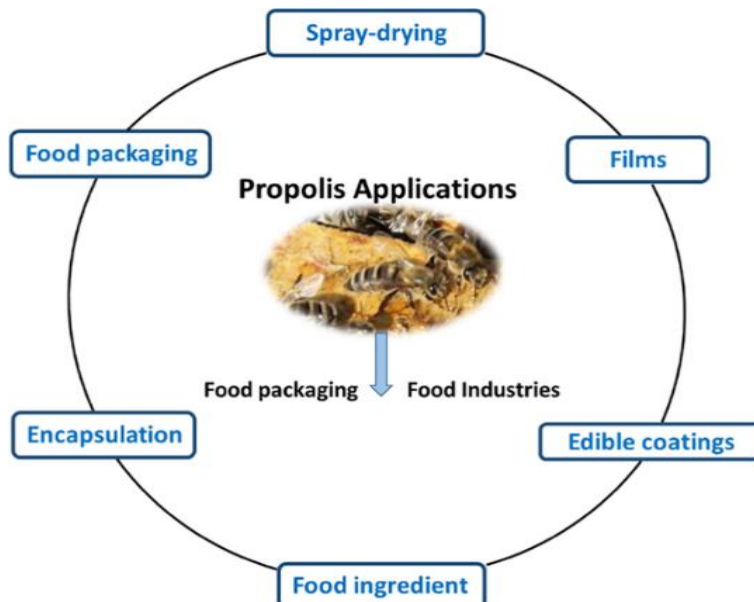 Spray-drying
Food packaging
Films
Propolis Applications
Food packaging
Food Industries
Encapsulation
Edible coatings
Food ingredient